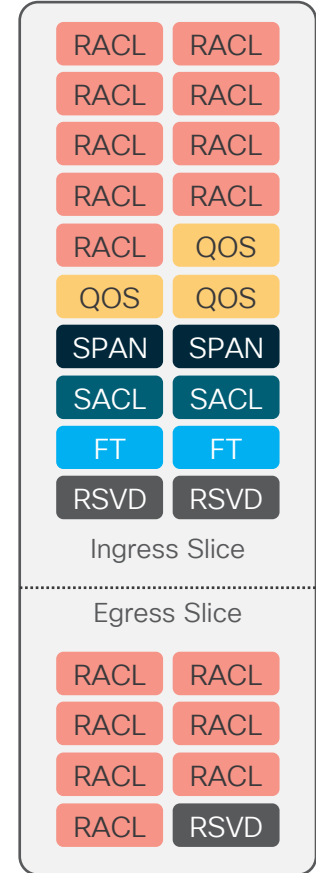 RACL RACL
RACL RACL
RACL RACL
RACL RACL
RACL QOS
QOS QOS
SPAN SPAN
SACL SACL
FT FT
RSVD RSVD
Ingress Slice
Egress Slice
RACL RACL
RACL RACL
RACL RACL
RACL RSVD